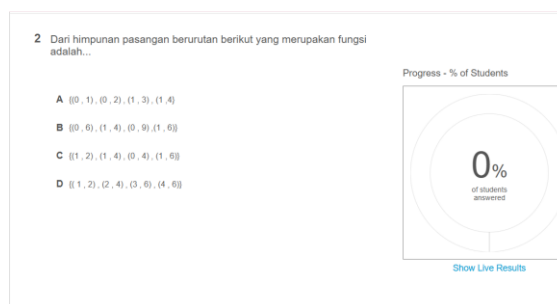 2 Dari himpunan pasangan berurutan berikut yang merupakan fungsi
adalah...
A {(0 , 1) , (0 , 2) , (1 , 3) , (1 ,4)
B {(0 , 6) , (1 , 4) , (0 , 9) ,(1 , 6)}
C {(1 , 2) , (1 , 4) , (0 , 4) , (1 , 6)}
D {( 1 , 2) , (2 , 4) , (3 , 6) , (4 , 6)}
Progress - % of Students
0%
of students
answered
Show Live Results